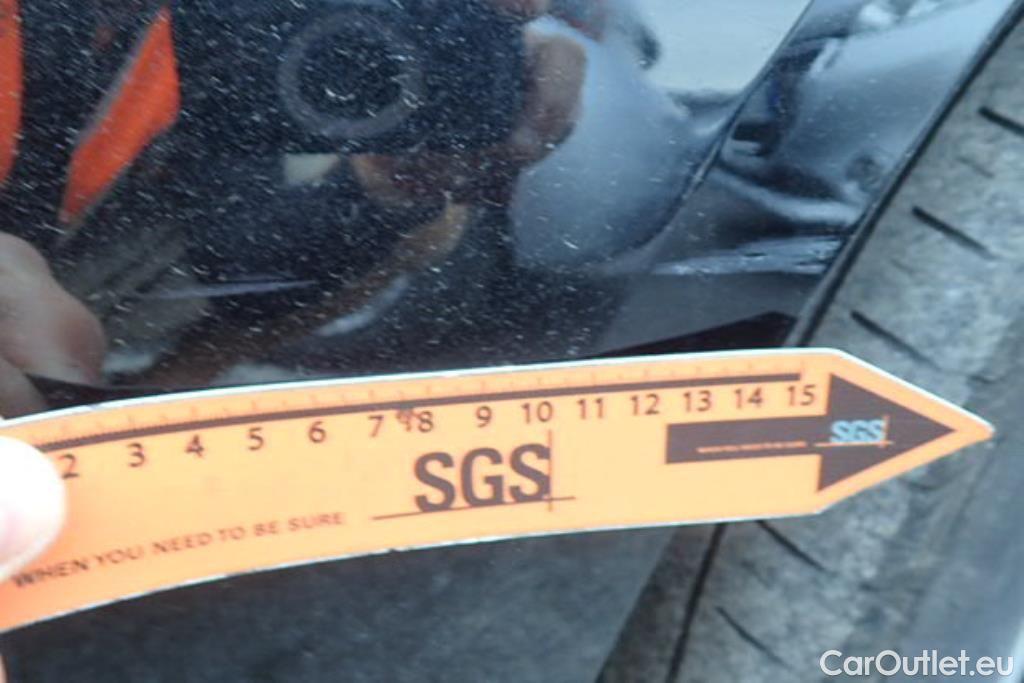 2 3 4 5 6 7 8 9 10 11 12 13 14 15
SGS
SGS
WHEN YOU NEED TO BE SURE
CarOutlet.eu